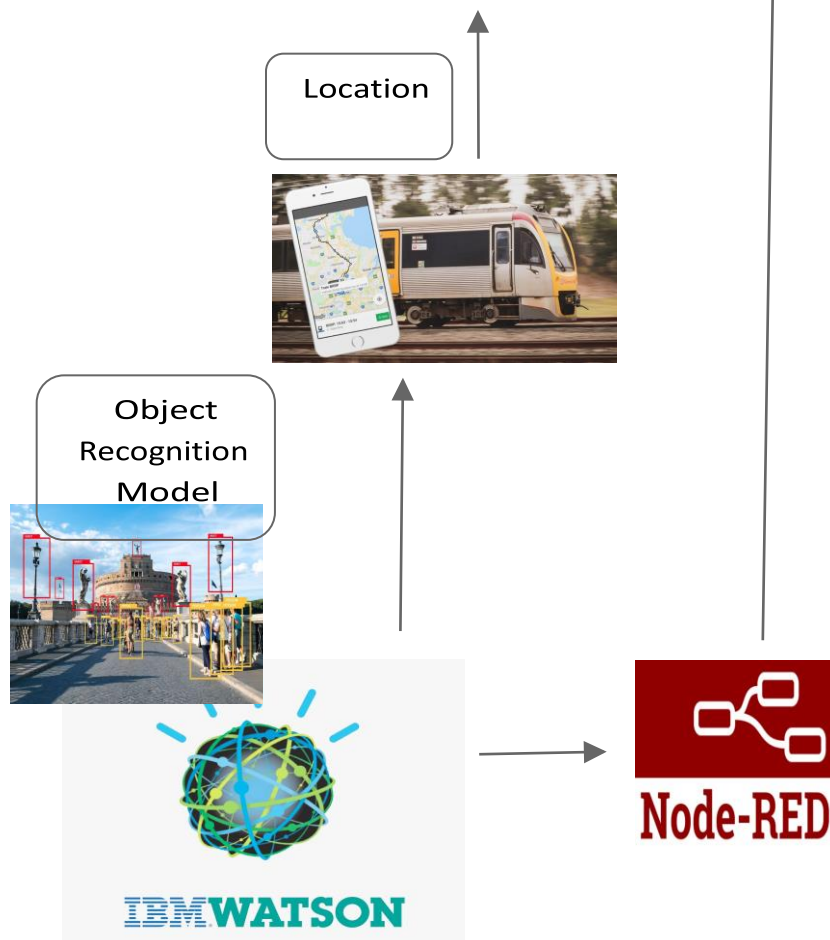 Location
Object
Recognition
Model
Node-RED
IBM WATSON